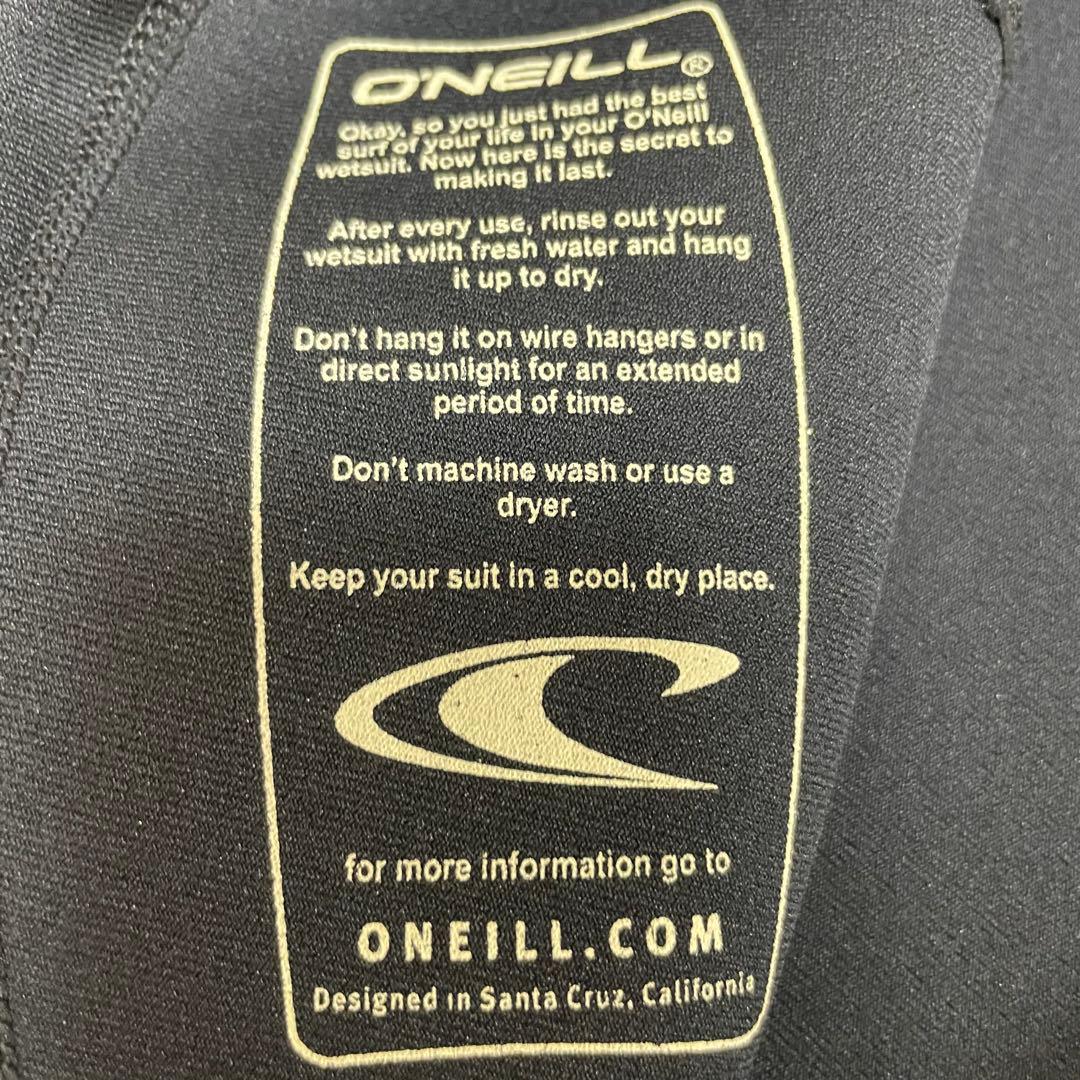 O'NEILL®
Okay, so you just had the best
surf of your life in your O'Neill
wetsuit. Now here is the secret to
making it last.
After every use, rinse out your
wetsuit with fresh water and hang
it up to dry.
Don't hang it on wire hangers or in
direct sunlight for an extended
period of time.
Don't machine wash or use a
dryer.
Keep your suit in a cool, dry place.
for more information go to
ONEILL.COM
Designed in Santa Cruz, California